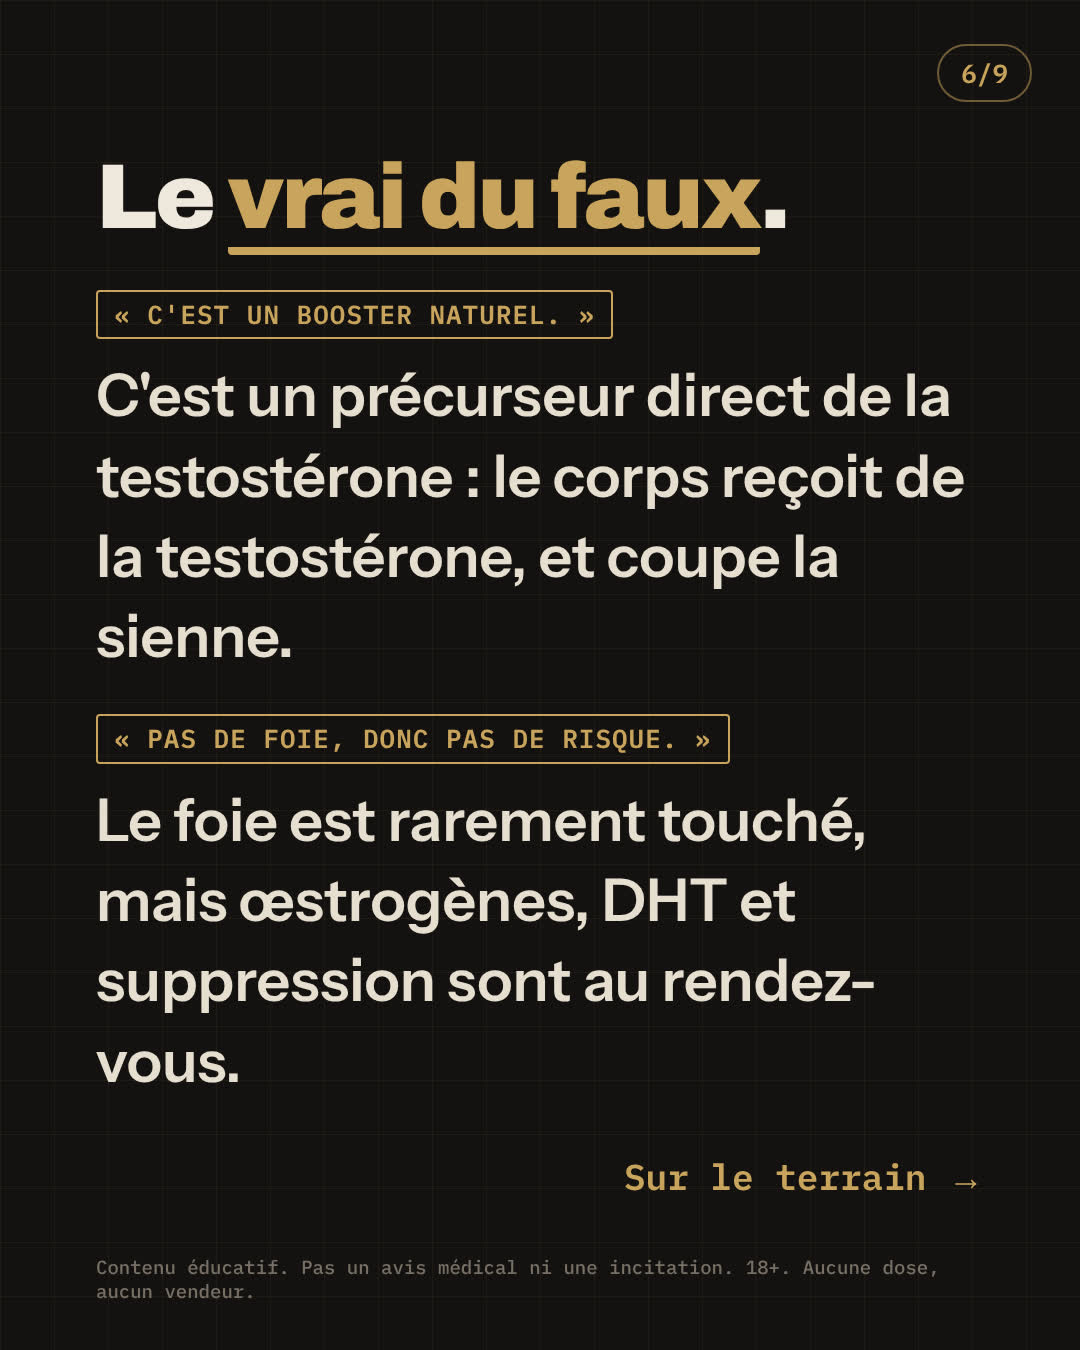 6/9
Le vrai du faux.
« C'EST UN BOOSTER NATUREL. »
C'est un précurseur direct de la
testostérone : le corps reçoit de
la testostérone, et coupe la
sienne.
« PAS DE FOIE, DONC PAS DE RISQUE. »
Le foie est rarement touché,
mais œstrogènes, DHT et
suppression sont au rendez-
vous.
Sur le terrain →
Contenu éducatif. Pas un avis médical ni une incitation. 18+. Aucune dose,
aucun vendeur.